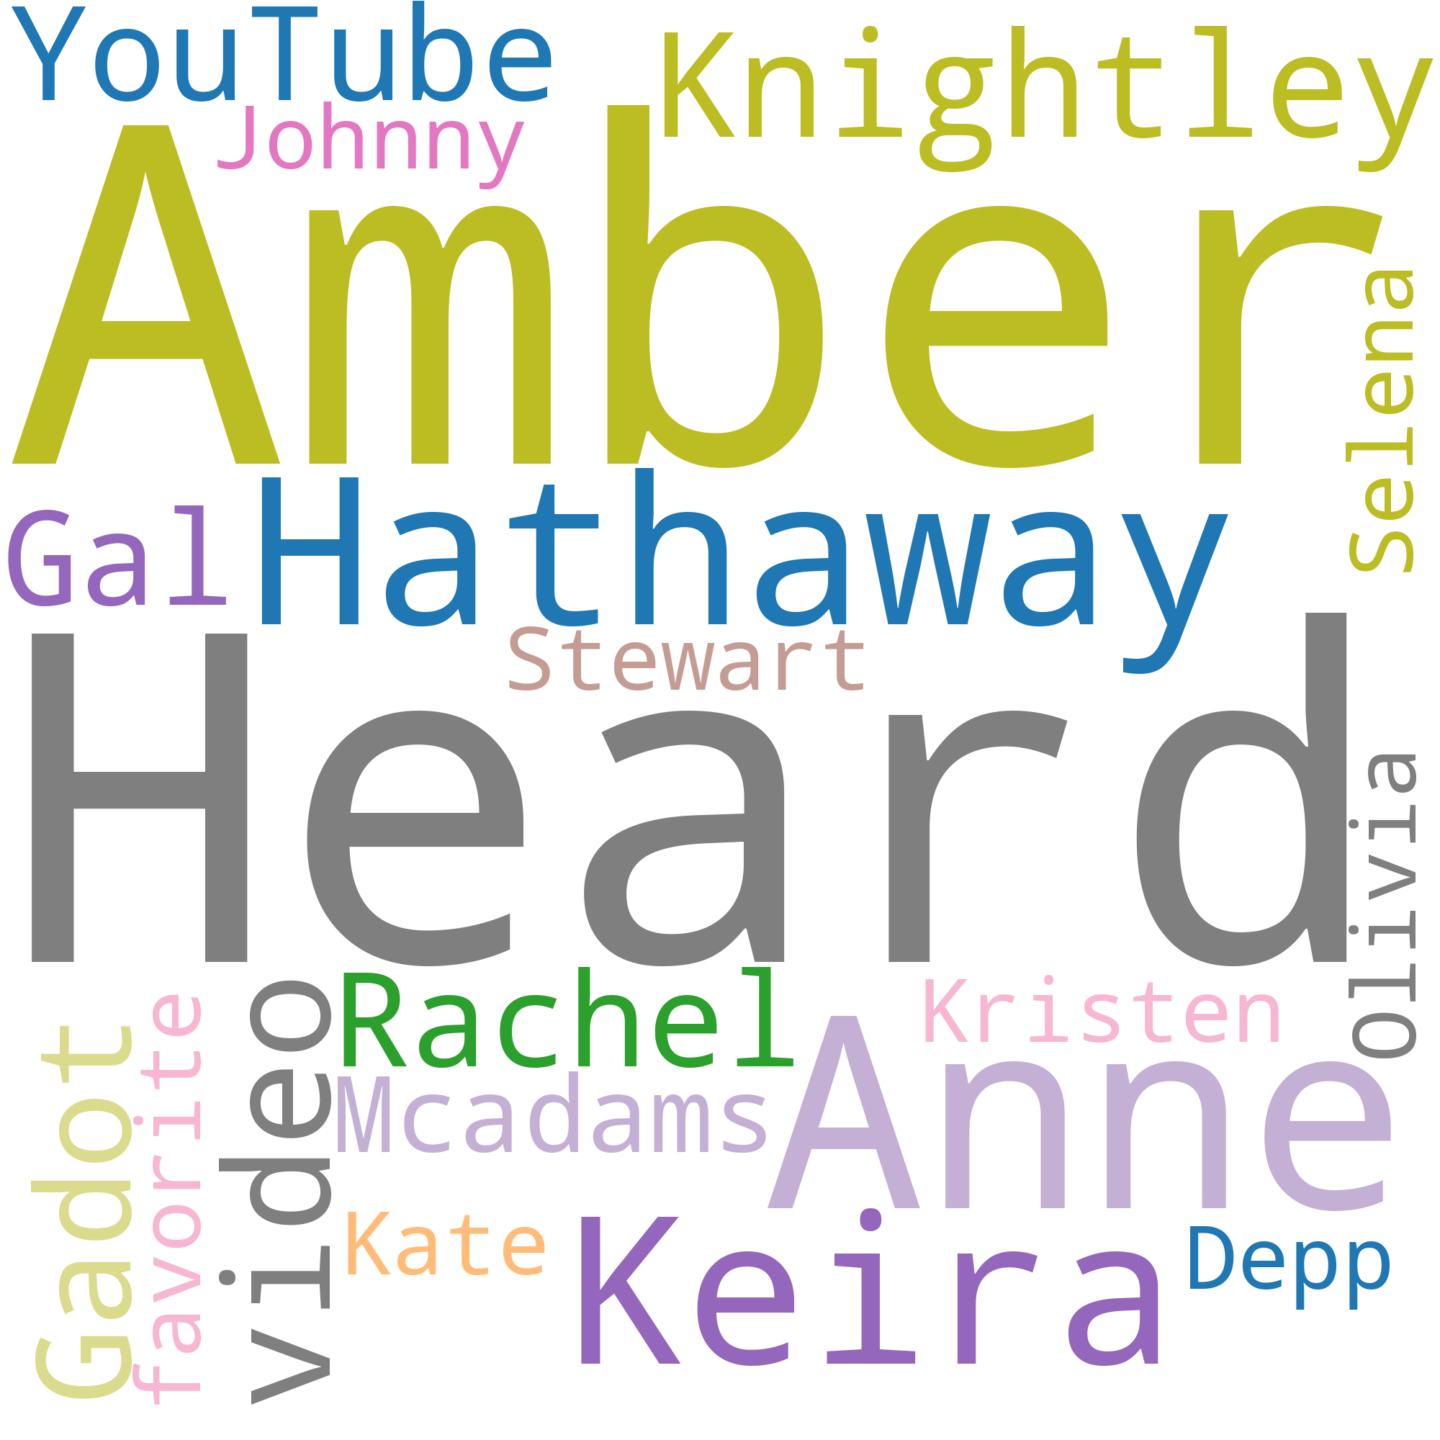 YouTube
Knightley
Johnny
Amber
Selena
Gal
Hathaway
Stewart
Heard
Olivia
Rachel
Kristen
Anne
Mcadams
Gadot
favorite
video
Kate
Keira
Depp